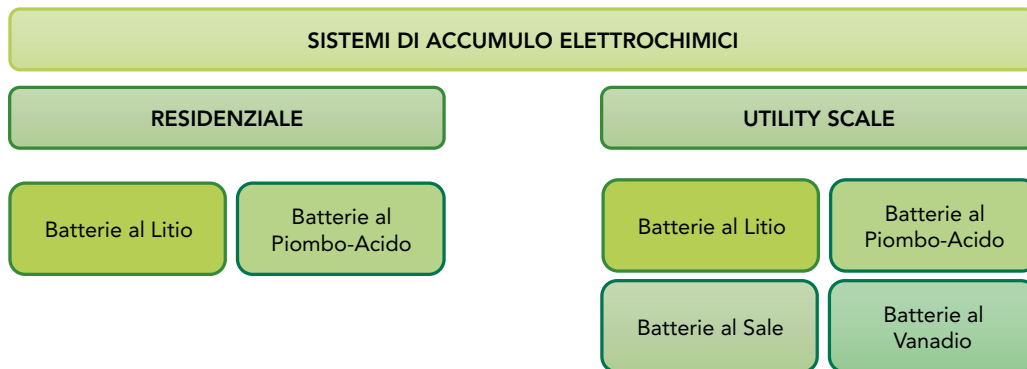 SISTEMI DI ACCUMULO ELETTROCHIMICI
RESIDENZIALE
UTILITY SCALE
Batterie al Litio
Batterie al
Piombo-Acido
Batterie al Litio
Batterie al
Piombo-Acido
Batterie al Sale
Batterie al
Vanadio